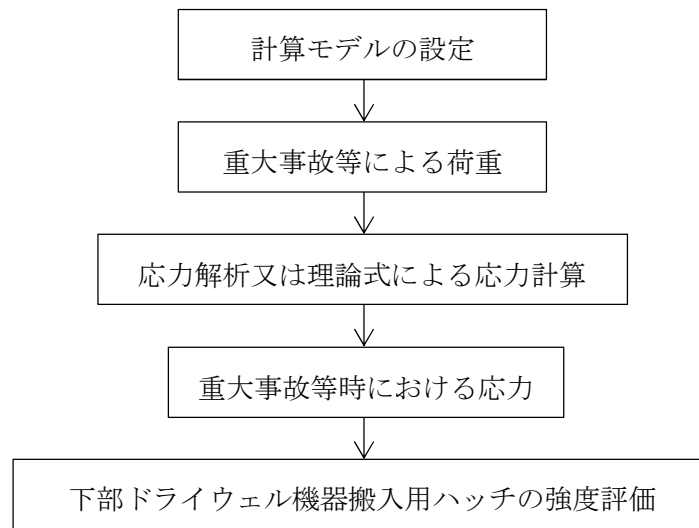 計算モデルの設定
重大事故等による荷重
応力解析又は理論式による応力計算
重大事故等時における応力
下部ドライウェル機器搬入用ハッチの強度評価